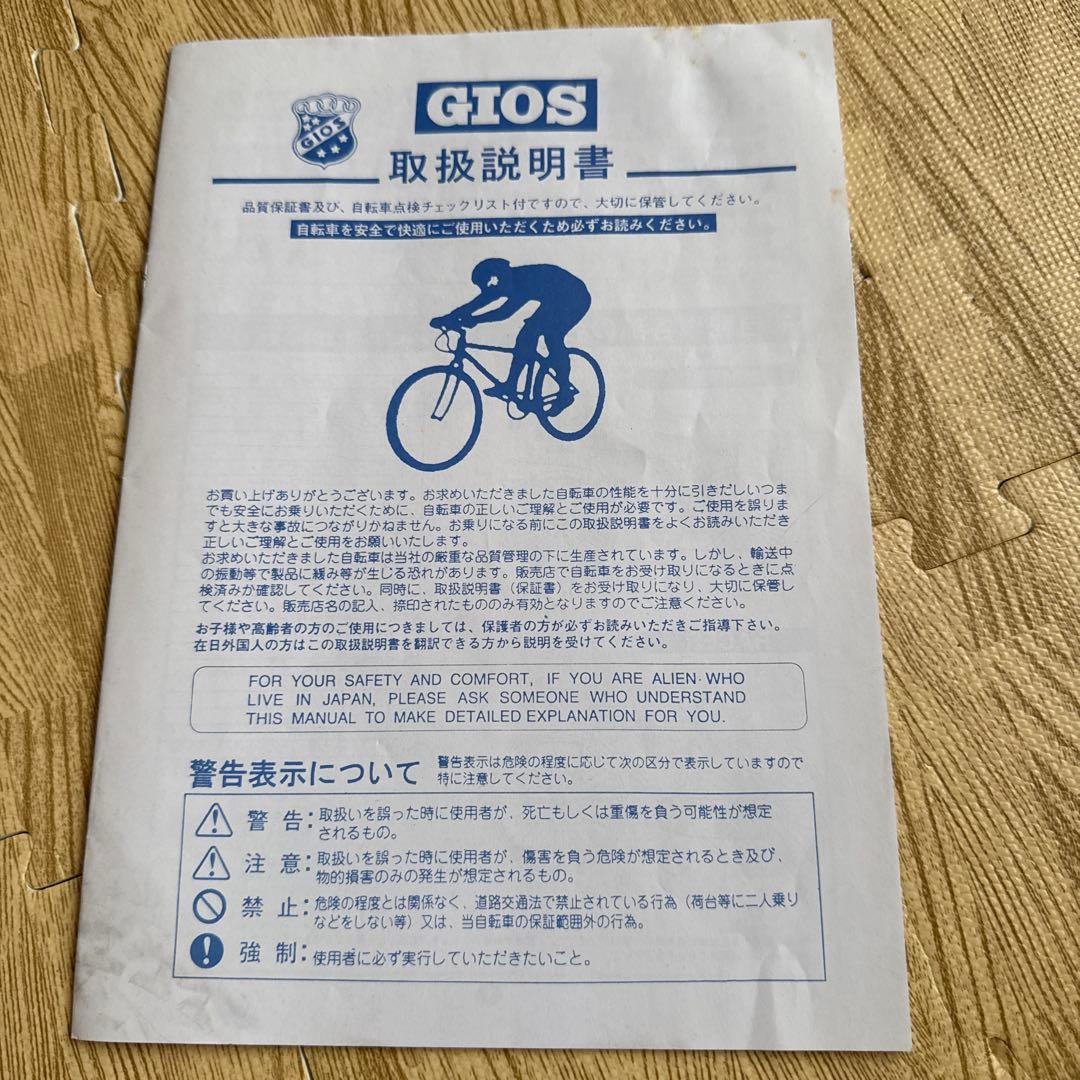 GIOS
GIOS
取扱説明書
品質保証書及び、自転車点検チェックリスト付ですので、大切に保管してください。
自転車を安全で快適にご使用いただくため必ずお読みください。
お買い上げありがとうございます。お求めいただきました自転車の性能を十分に引きだしいつま
でも安全にお乗りいただくために、自転車の正しいご理解とご使用が必要です。ご使用を誤りま
すと大きな事故につながりかねません。お乗りになる前にこの取扱説明書をよくお読みいただき
正しいご理解とご使用をお願いいたします。
お求めいただきました自転車は当社の厳重な品質管理の下に生産されています。しかし、輸送中
の振動等で製品に緩み等が生じる恐れがあります。販売店で自転車をお受け取りになるときに点
検済みか確認してください。同時に、取扱説明書（保証書）をお受け取りになり、大切に保管し
てください。販売店名の記入、捺印されたもののみ有効となりますのでご注意ください。
お子様や高齢者の方のご使用につきましては、保護者の方が必ずお読みいただきご指導下さい。
在日外国人の方はこの取扱説明書を翻訳できる方から説明を受けてください。
FOR YOUR SAFETY AND COMFORT, IF YOU ARE ALIEN·WHO
LIVE IN JAPAN, PLEASE ASK SOMEONE WHO UNDERSTAND
THIS MANUAL TO MAKE DETAILED EXPLANATION FOR YOU.
警告表示について 警告表示は危険の程度に応じて次の区分で表示していますので
特に注意してください。
警 告：取扱いを誤った時に使用者が、死亡もしくは重傷を負う可能性が想定
されるもの。
注 意：取扱いを誤った時に使用者が、傷害を負う危険が想定されるとき及び、
物的損害のみの発生が想定されるもの。
禁 止：危険の程度とは関係なく、道路交通法で禁止されている行為（荷台等に二人乗り
などをしない等）又は、当自転車の保証範囲外の行為。
強 制：使用者に必ず実行していただきたいこと。